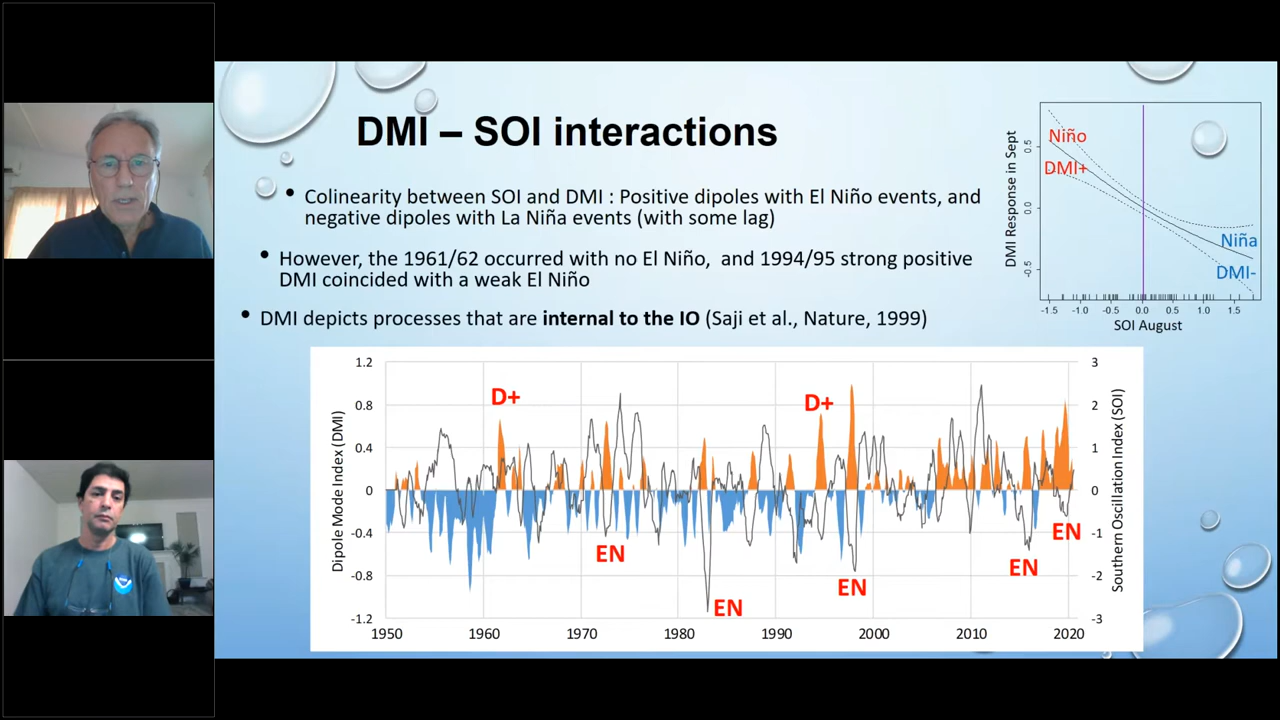 DMI – SOI interactions
• Colinearity between SOI and DMI : Positive dipoles with El Niño events, and
negative dipoles with La Niña events (with some lag)
• However, the 1961/62 occurred with no El Niño, and 1994/95 strong positive
DMI coincided with a weak El Niño
• DMI depicts processes that are internal to the IO (Saji et al., Nature, 1999)
DMI Response in Sept
0.5
0.0
-0.5
Niño
DMI+
Niña
DMI-
-1.5 -1.0 -0.5 0.0 0.5 1.0 1.5
SOI August
Dipole Mode Index (DMI)
1.2
0.8
0.4
0
-0.4
-0.8
-1.2
D+
D+
EN
EN
EN
EN
EN
3
2
1
0
-1
-2
-3
Southern Oscillation Index (SOI)
1950 1960 1970 1980 1990 2000 2010 2020